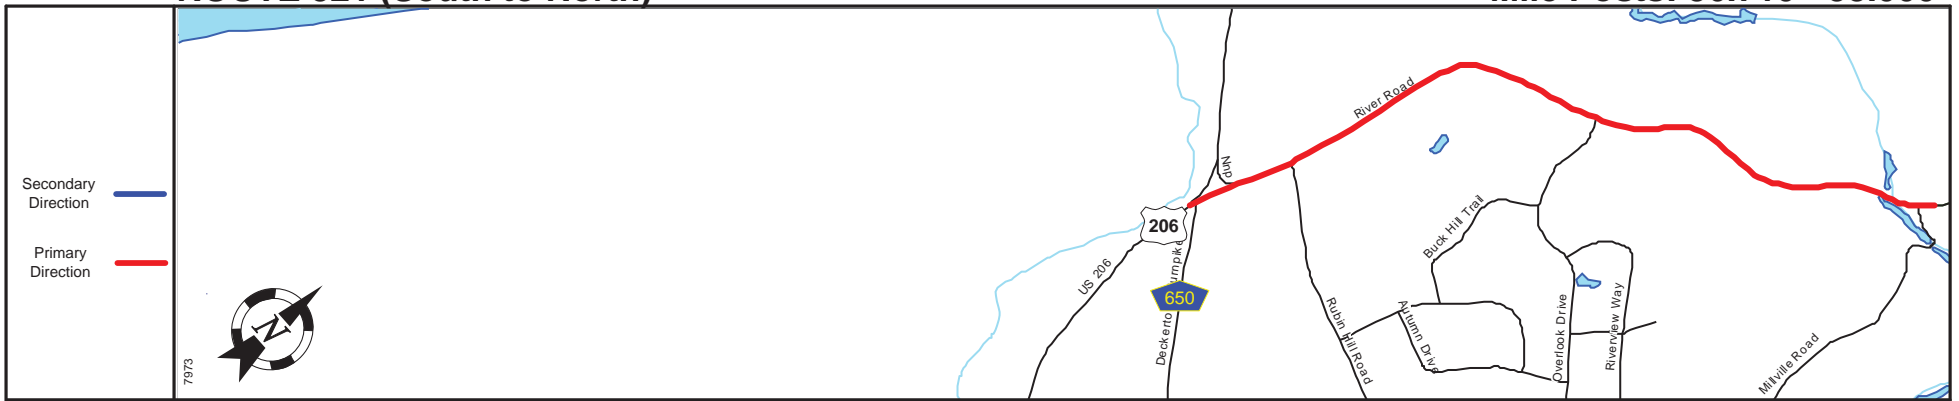 Secondary
Direction
Primary
Direction
7973
N
206
US 206
650
Nnp
River Road
Rubin Hill Road
Autumn Drive
Buck Hill Trail
Overlook Drive
Riverview Way
Millville Road